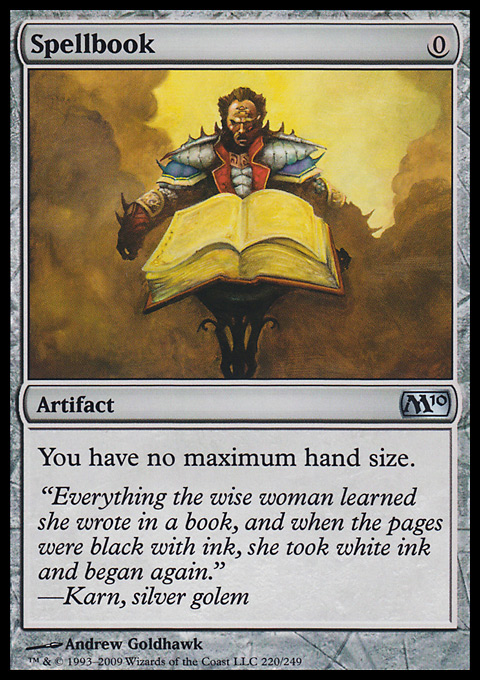 Spellbook 0
Artifact M10
You have no maximum hand size.
“Everything the wise woman learned
she wrote in a book, and when the pages
were black with ink, she took white ink
and began again.”
—Karn, silver golem
Andrew Goldhawk
™ & © 1993–2009 Wizards of the Coast LLC 220/249